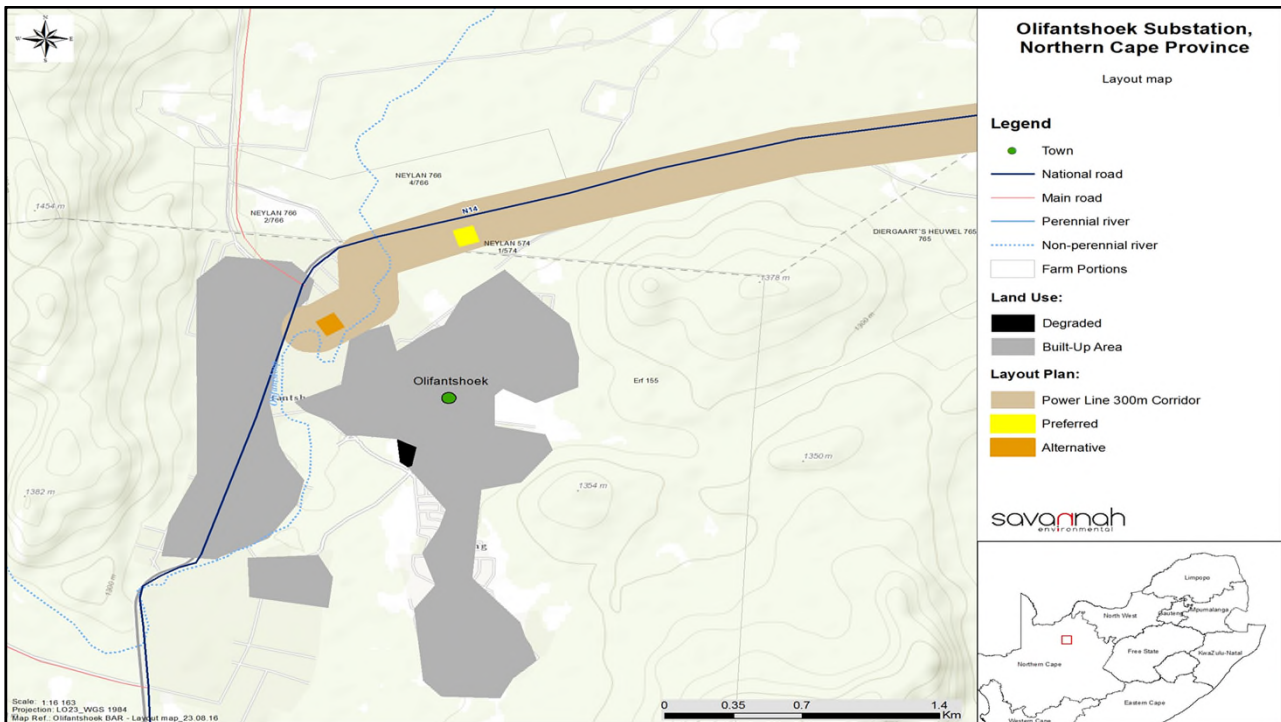 N
W
E
S
1454 m
NEYLAN 766
4/766
NEYLAN 766
2/766
N14
NEYLAN 574
1/574
DIERGAART`S HEUWEL 765
765
1378 m
1300 m
Olifantshoek
Erf 155
1382 m
1354 m
1350 m
1300 m
Scale: 1:16 163
Projection: LO23_WGS 1984
Map Ref.: Olifantshoek BAR - Layout map_23.08.16
0 0.35 0.7 1.4
Km
Olifantshoek Substation,
Northern Cape Province
Layout map
Legend
Town
National road
Main road
Perennial river
Non-perennial river
Farm Portions
Land Use:
Degraded
Built-Up Area
Layout Plan:
Power Line 300m Corridor
Preferred
Alternative
savannah
environmental
Limpopo
North West
Gauteng
Mpumalanga
Free State
KwaZulu-Natal
Northern Cape
Eastern Cape
Western Cape